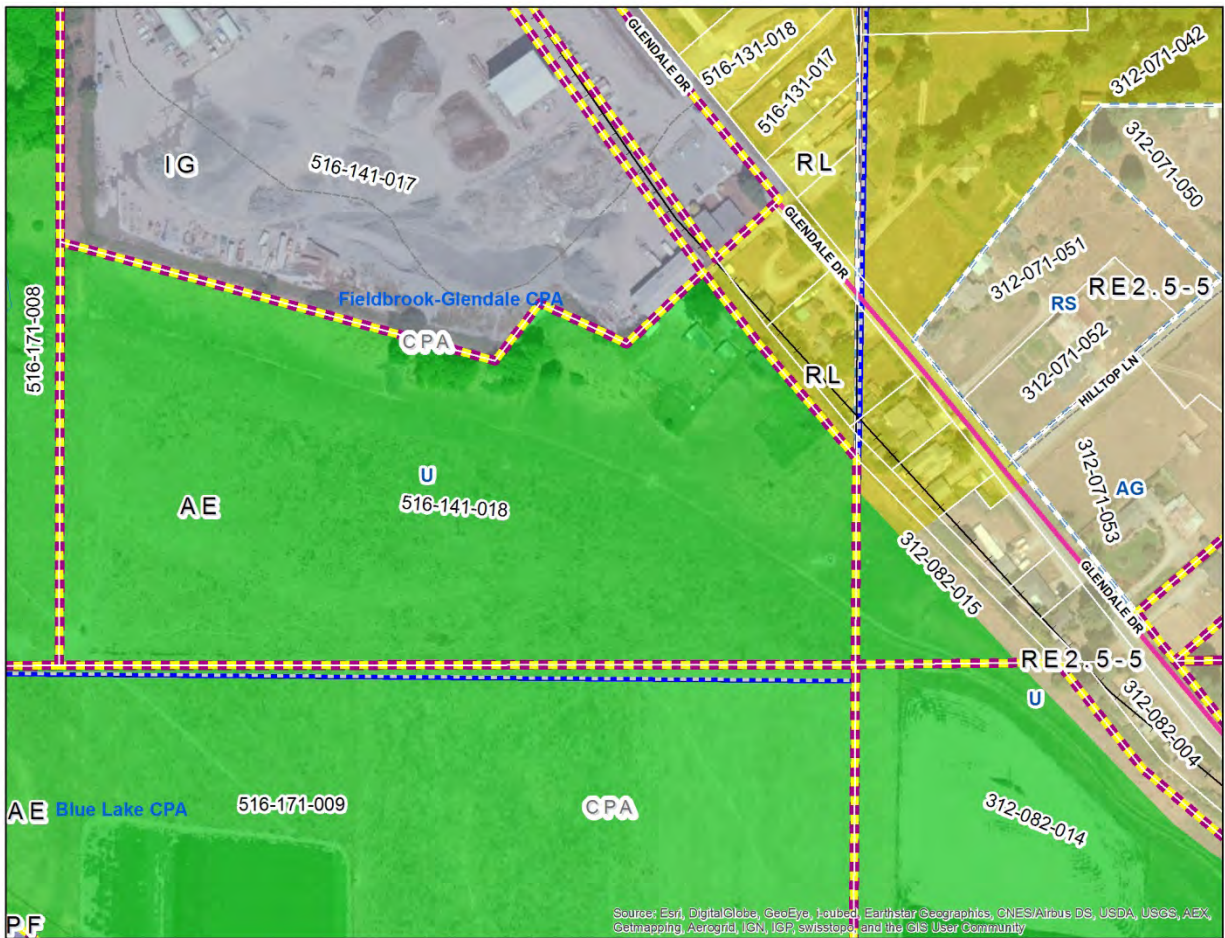 GLENDALE DR
516-131-018
516-131-017
312-071-042
312-071-050
IG
516-141-017
RL
GLENDALE DR
312-071-051
RE2.5-5
RS
516-171-008
Fieldbrook-Glendale CPA
CPA
312-071-052
HILLTOP LN
RL
U
516-141-018
AE
AG
312-071-053
312-082-015
GLENDALE DR
RE2.5-5
U
312-082-004
AE
Blue Lake CPA
516-171-009
CPA
312-082-014
PF
Source: Esri, DigitalGlobe, GeoEye, i-cubed, Earthstar Geographics, CNES/Airbus DS, USDA, USGS, AEX,
Getmapping, Aerogrid, IGN, IGP, swisstopo, and the GIS User Community